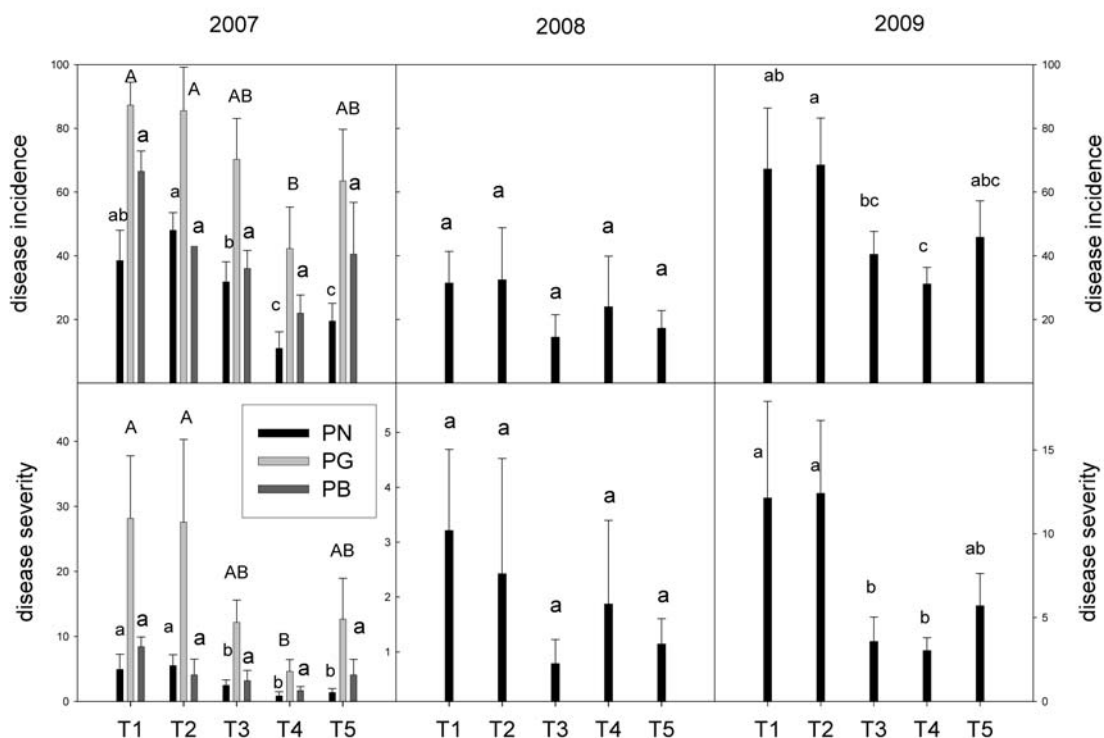 2007 2008 2009
disease incidence
100
80
60
40
20
A A AB B AB
a a a a a
ab a b c c
a a a a a
ab a bc c abc
100
80
60
40
20
disease incidence
disease severity
40
30
20
10
0
PN
PG
PB
A A AB B AB
a a a a a
a a b b b
5
4
3
2
1
a a a a a
a a b b ab
15
10
5
0
disease severity
T1 T2 T3 T4 T5 T1 T2 T3 T4 T5 T1 T2 T3 T4 T5